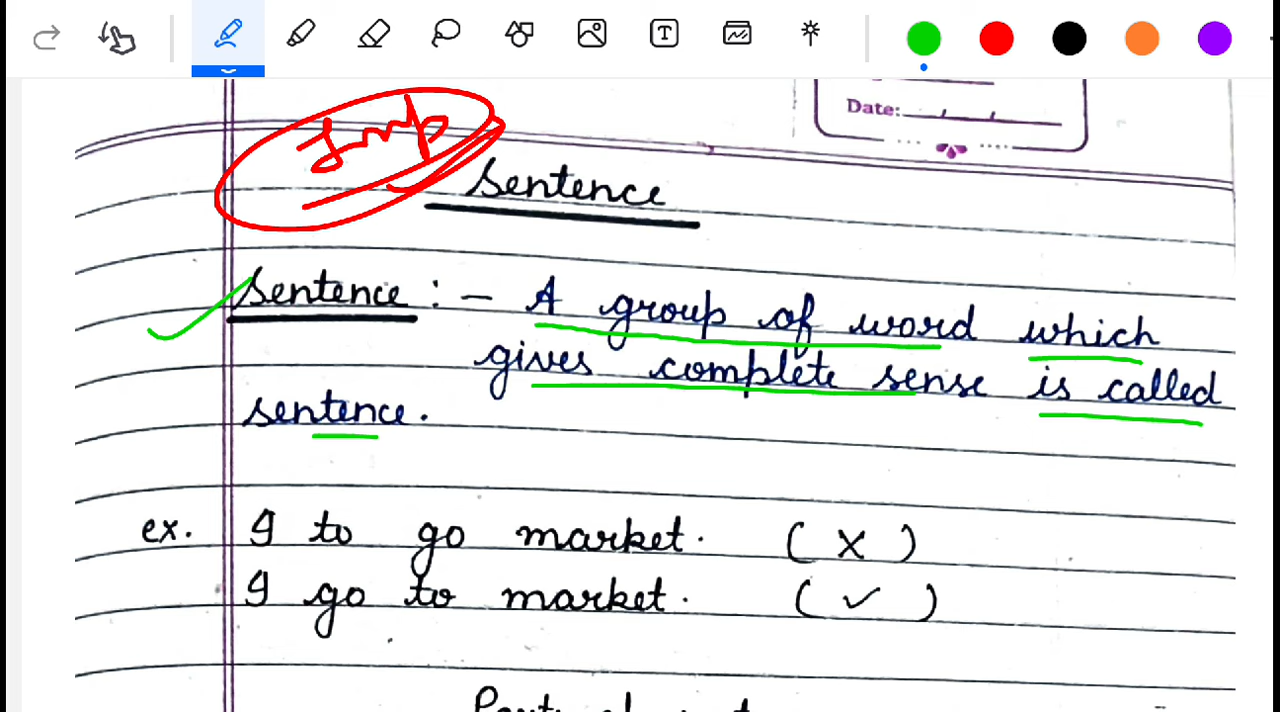 Date:
Imp
Sentence
Sentence : - A group of word which
gives complete sense is called
sentence.
ex. I to go market. ( X )
I go to market. ( ✓ )